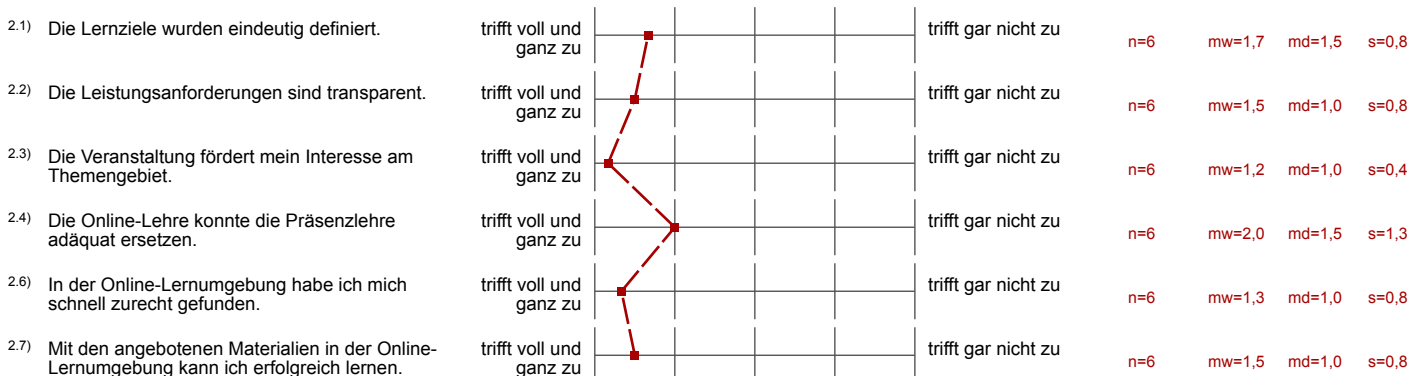 2.1) Die Lernziele wurden eindeutig definiert. trifft voll und ganz zu trifft gar nicht zu n=6 mw=1,7 md=1,5 s=0,8
2.2) Die Leistungsanforderungen sind transparent. trifft voll und ganz zu trifft gar nicht zu n=6 mw=1,5 md=1,0 s=0,8
2.3) Die Veranstaltung fördert mein Interesse am
Themengebiet. trifft voll und ganz zu trifft gar nicht zu n=6 mw=1,2 md=1,0 s=0,4
2.4) Die Online-Lehre konnte die Präsenzlehre
adäquat ersetzen. trifft voll und ganz zu trifft gar nicht zu n=6 mw=2,0 md=1,5 s=1,3
2.6) In der Online-Lernumgebung habe ich mich
schnell zurecht gefunden. trifft voll und ganz zu trifft gar nicht zu n=6 mw=1,3 md=1,0 s=0,8
2.7) Mit den angebotenen Materialien in der Online-
Lernumgebung kann ich erfolgreich lernen. trifft voll und ganz zu trifft gar nicht zu n=6 mw=1,5 md=1,0 s=0,8